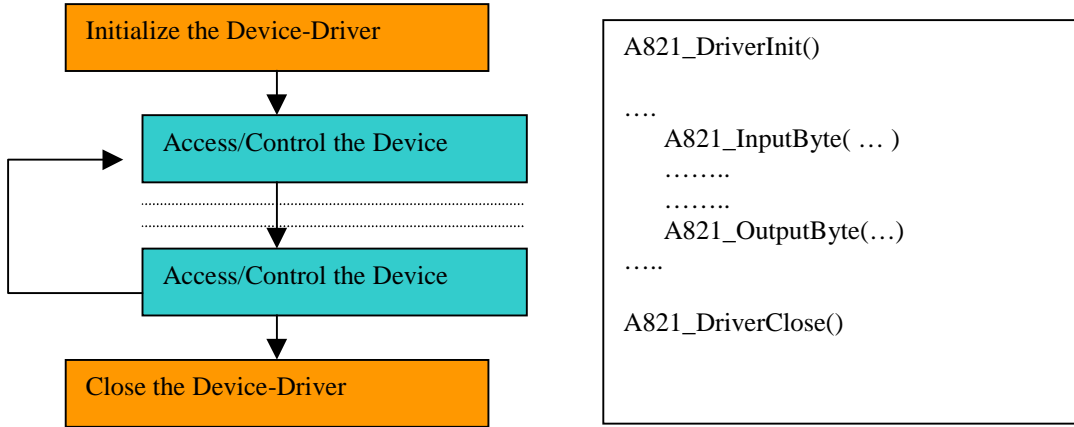 Initialize the Device-Driver
Access/Control the Device
Access/Control the Device
Close the Device-Driver
A821_DriverInit()
….
A821_InputByte( … )
……..
……..
A821_OutputByte(…)
…..
A821_DriverClose()